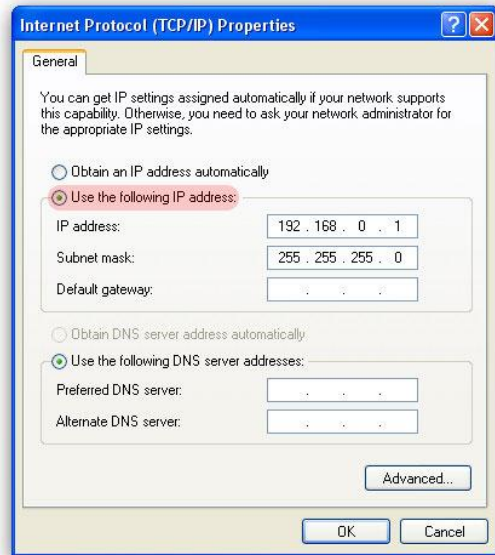 Internet Protocol (TCP/IP) Properties
General
You can get IP settings assigned automatically if your network supports
this capability. Otherwise, you need to ask your network administrator for
the appropriate IP settings.
Obtain an IP address automatically
Use the following IP address:
IP address: 192 . 168 . 0 . 1
Subnet mask: 255 . 255 . 255 . 0
Default gateway: . . .
Obtain DNS server address automatically
Use the following DNS server addresses:
Preferred DNS server: . . .
Alternate DNS server: . . .
Advanced...
OK Cancel